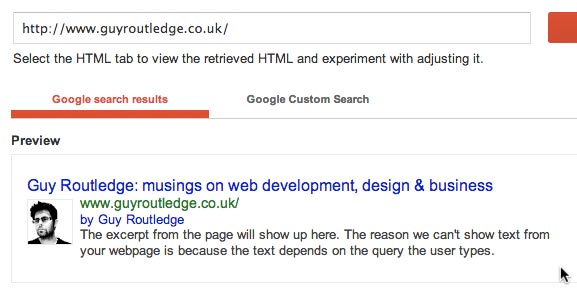 http://www.guyroutledge.co.uk/
Select the HTML tab to view the retrieved HTML and experiment with adjusting it.
Google search results
Google Custom Search
Preview
Guy Routledge: musings on web development, design & business
www.guyroutledge.co.uk/
by Guy Routledge
The excerpt from the page will show up here. The reason we can't show text from
your webpage is because the text depends on the query the user types.